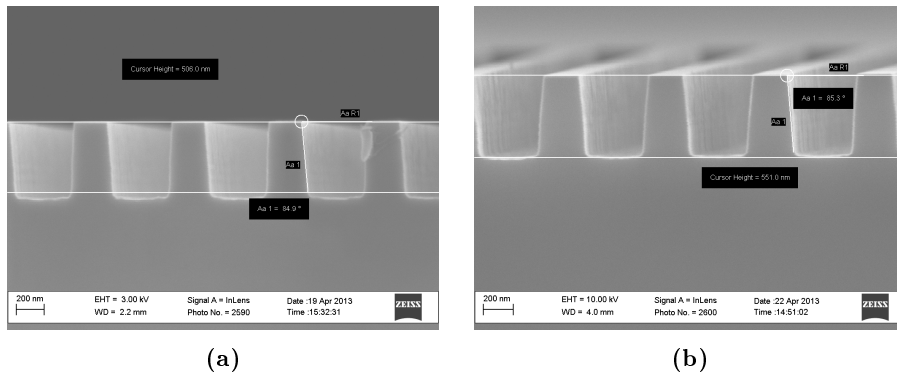 Cursor Height = 506.0 nm
Aa R1
Aa 1
Aa 1 = 84.9 °
200 nm
EHT = 3.00 kV
WD = 2.2 mm
Signal A = InLens
Photo No. = 2590
Date :19 Apr 2013
Time :15:32:31
ZEISS
(a)
Aa R1
Aa 1 = 85.3 °
Aa 1
Cursor Height = 551.0 nm
200 nm
EHT = 10.00 kV
WD = 4.0 mm
Signal A = InLens
Photo No. = 2600
Date :22 Apr 2013
Time :14:51:02
ZEISS
(b)